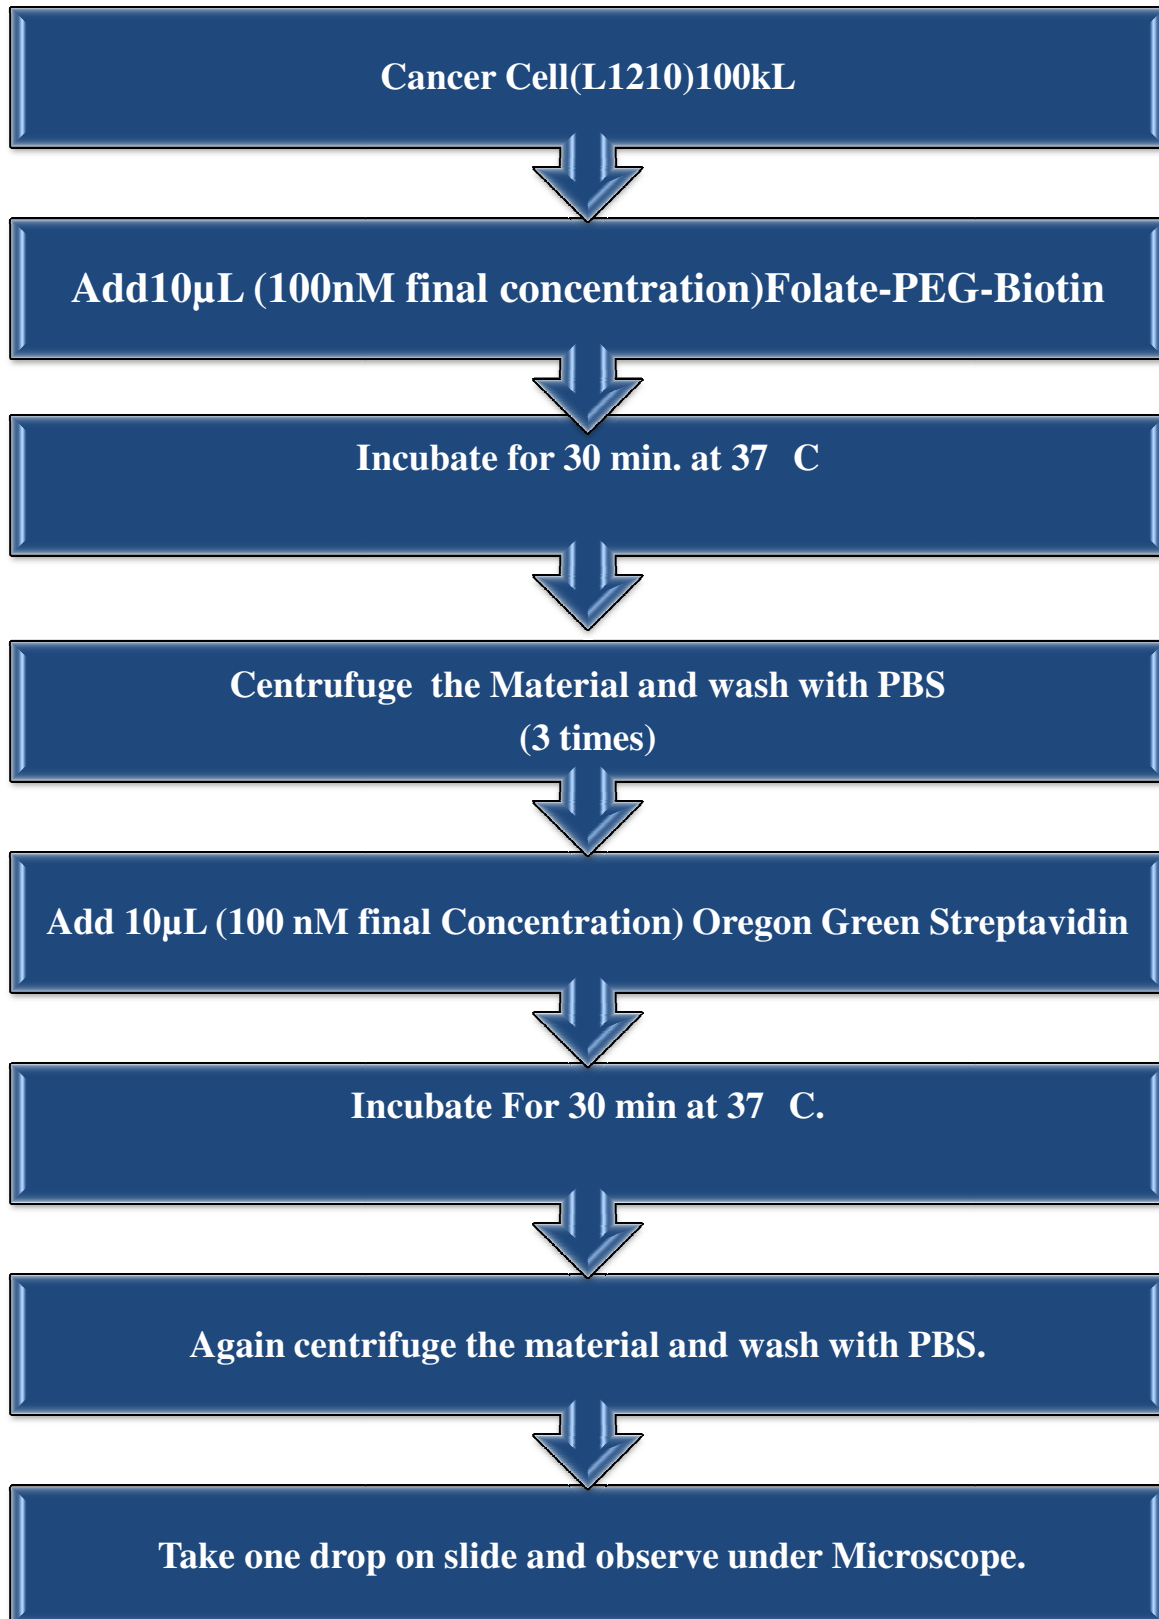 Cancer Cell(L1210)100kL
Add10µL (100nM final concentration)Folate-PEG-Biotin
Incubate for 30 min. at 37   C
Centrufuge  the Material and wash with PBS
(3 times)
Add 10µL (100 nM final Concentration) Oregon Green Streptavidin
Incubate For 30 min at 37   C.
Again centrifuge the material and wash with PBS.
Take one drop on slide and observe under Microscope.